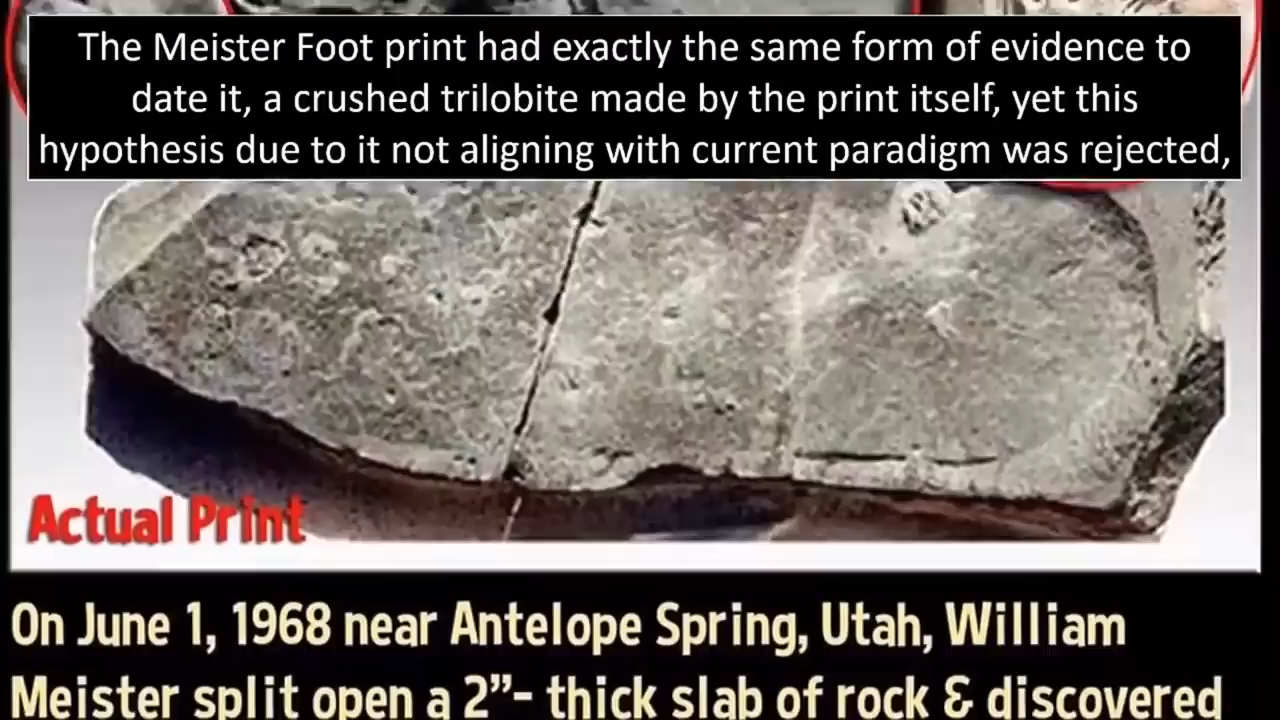 The Meister Foot print had exactly the same form of evidence to
date it, a crushed trilobite made by the print itself, yet this
hypothesis due to it not aligning with current paradigm was rejected,
Actual Print
On June 1, 1968 near Antelope Spring, Utah, William
Meister split open a 2”- thick slab of rock & discovered